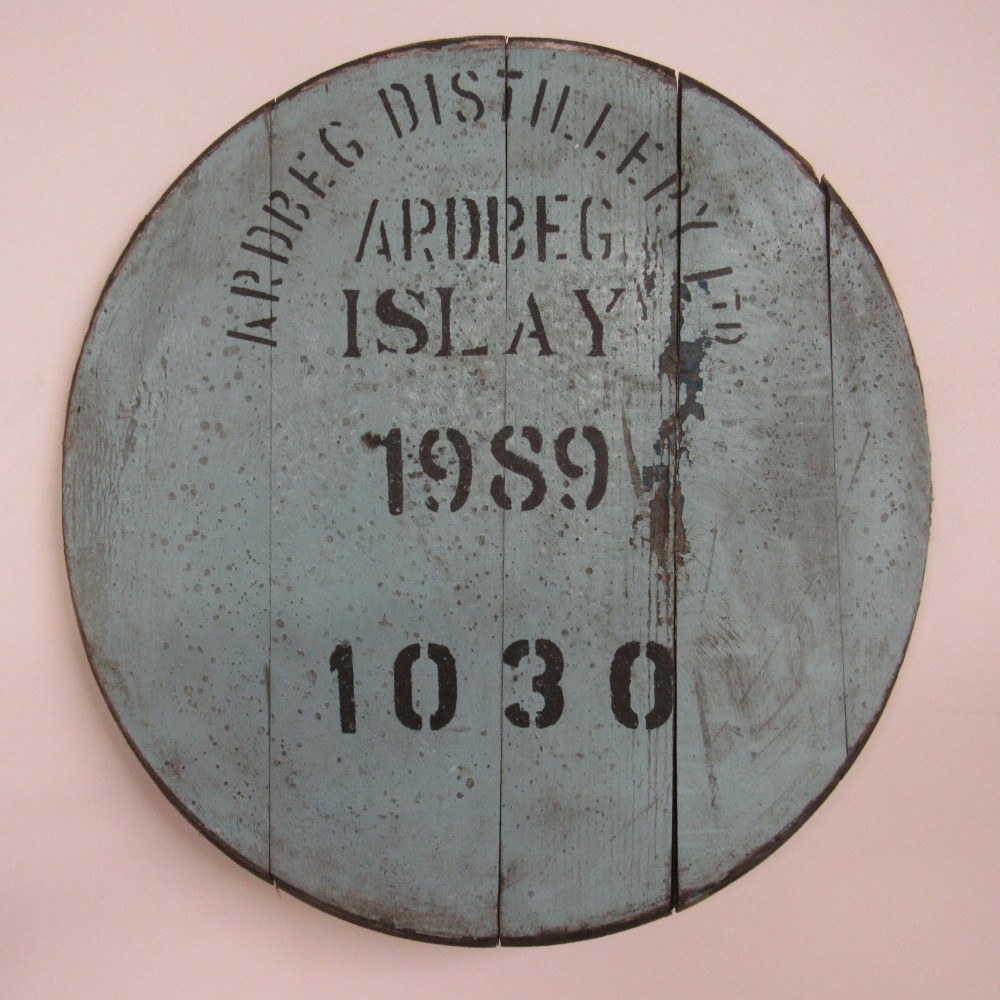 ARDBEG DISTILLERY LTD
ARDBEG
ISLAY
1989
1030